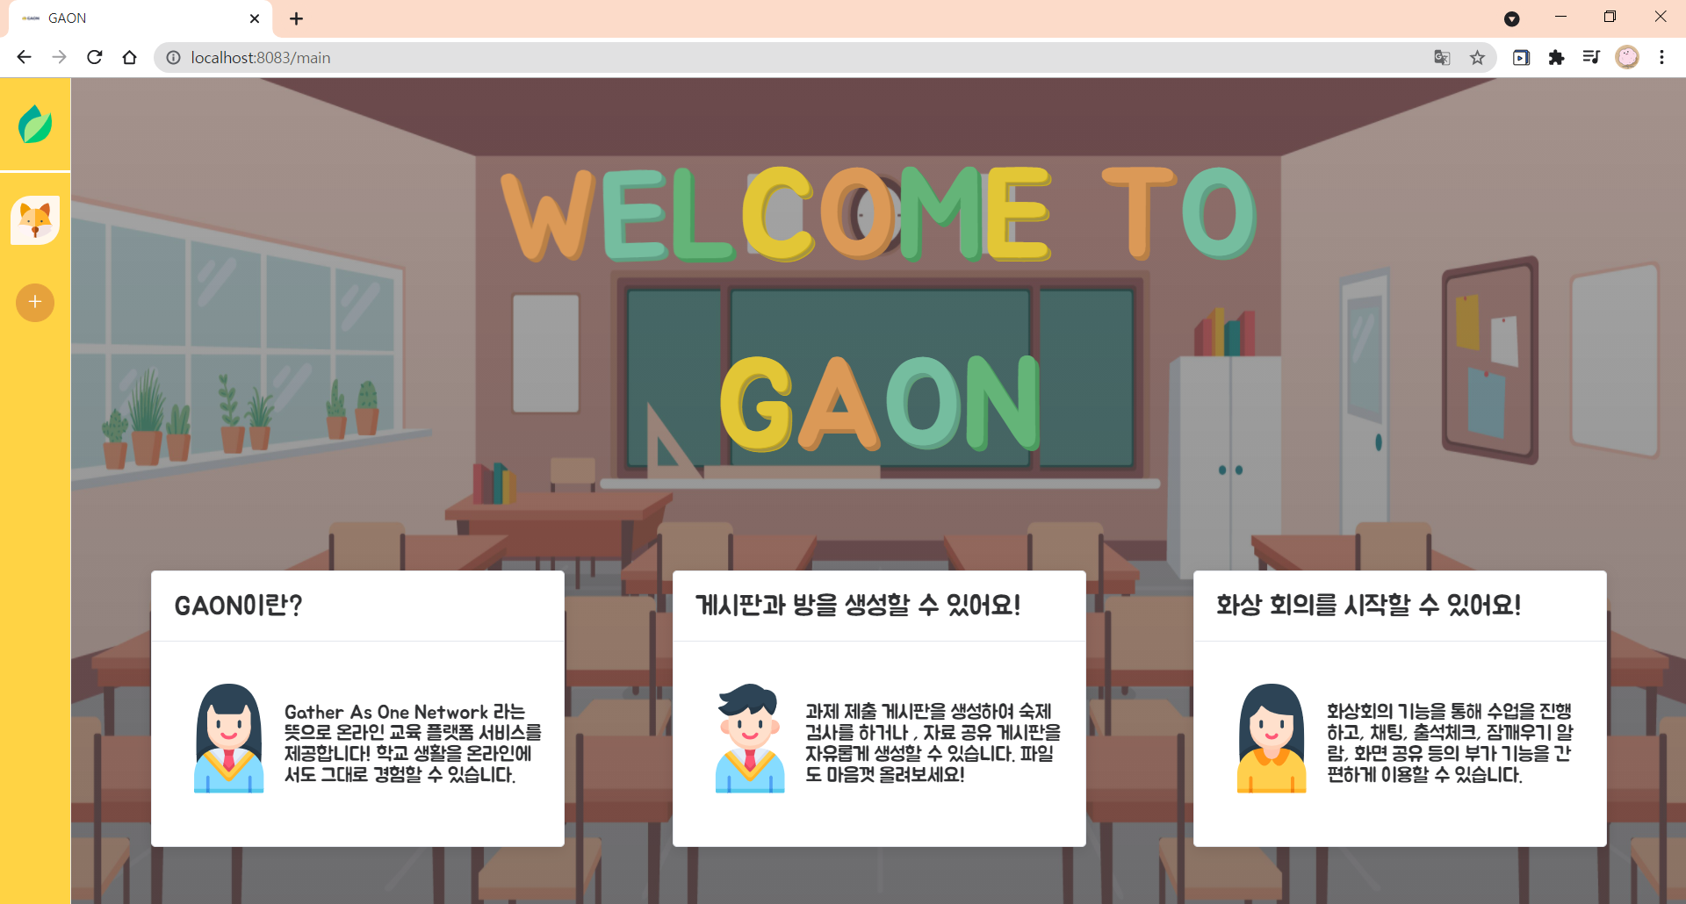 GAON
localhost:8083/main
WELCOME TO
GAON
GAON이란?
Gather As One Network 라는
뜻으로 온라인 교육 플랫폼 서비스를
제공합니다! 학교 생활을 온라인에
서도 그대로 경험할 수 있습니다.
게시판과 방을 생성할 수 있어요!
과제 제출 게시판을 생성하여 숙제
검사를 하거나 , 자료 공유 게시판을
자유롭게 생성할 수 있습니다. 파일
도 마음껏 올려보세요!
화상 회의를 시작할 수 있어요!
화상회의 기능을 통해 수업을 진행
하고, 채팅, 출석체크, 잠깨우기 알
람, 화면 공유 등의 부가 기능을 간
편하게 이용할 수 있습니다.